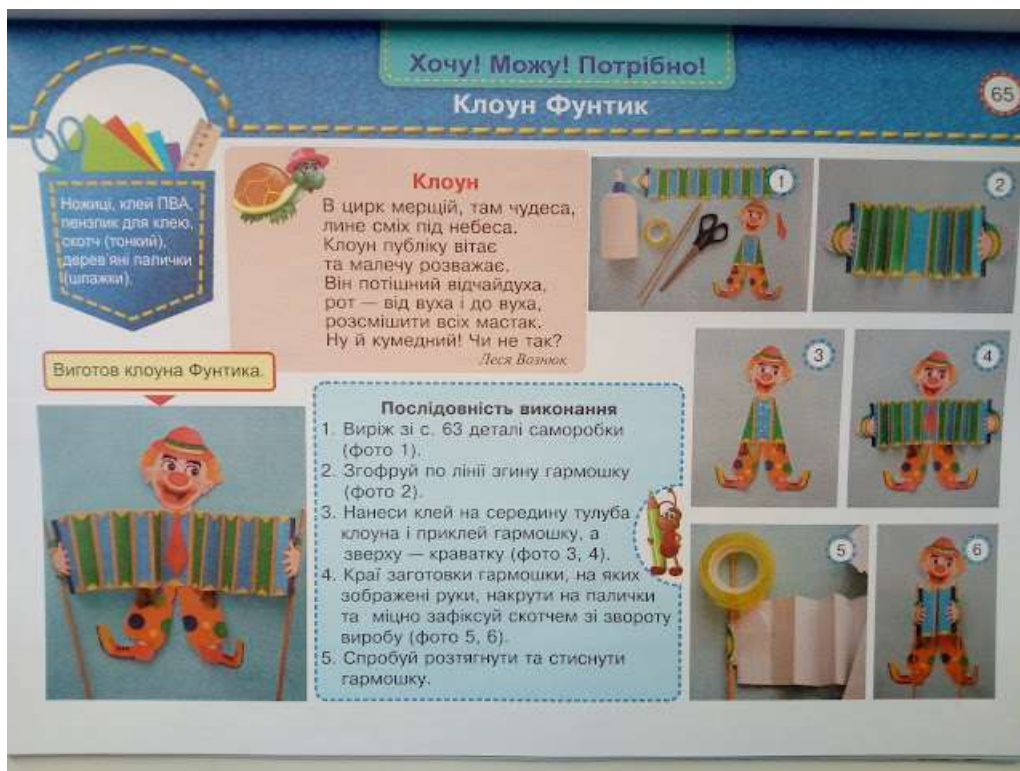 Хочу! Можу! Потрібно!
Клоун Фунтик
65
Ножиці, клей ПВА,
пензлик для клею,
скотч (тонкий),
дерев'яні палички
(шпажки).
Клоун
В цирк мерщій, там чудеса,
лине сміх під небеса.
Клоун публіку вітає
та малечу розважає.
Він потішний відчайдуха,
рот — від вуха і до вуха,
розсмішити всіх мастак.
Ну й кумедний! Чи не так?
Леся Вознюк
1
2
Виготов клоуна Фунтика.
Послідовність виконання
1. Виріж зі с. 63 деталі саморобки
(фото 1).
2. Згофруй по лінії згину гармошку
(фото 2).
3. Нанеси клей на середину тулуба
клоуна і приклей гармошку, а
зверху — краватку (фото 3, 4).
4. Краї заготовки гармошки, на яких
зображені руки, накрути на палички
та міцно зафіксуй скотчем зі звороту
виробу (фото 5, 6).
5. Спробуй розтягнути та стиснути
гармошку.
3
4
5
6